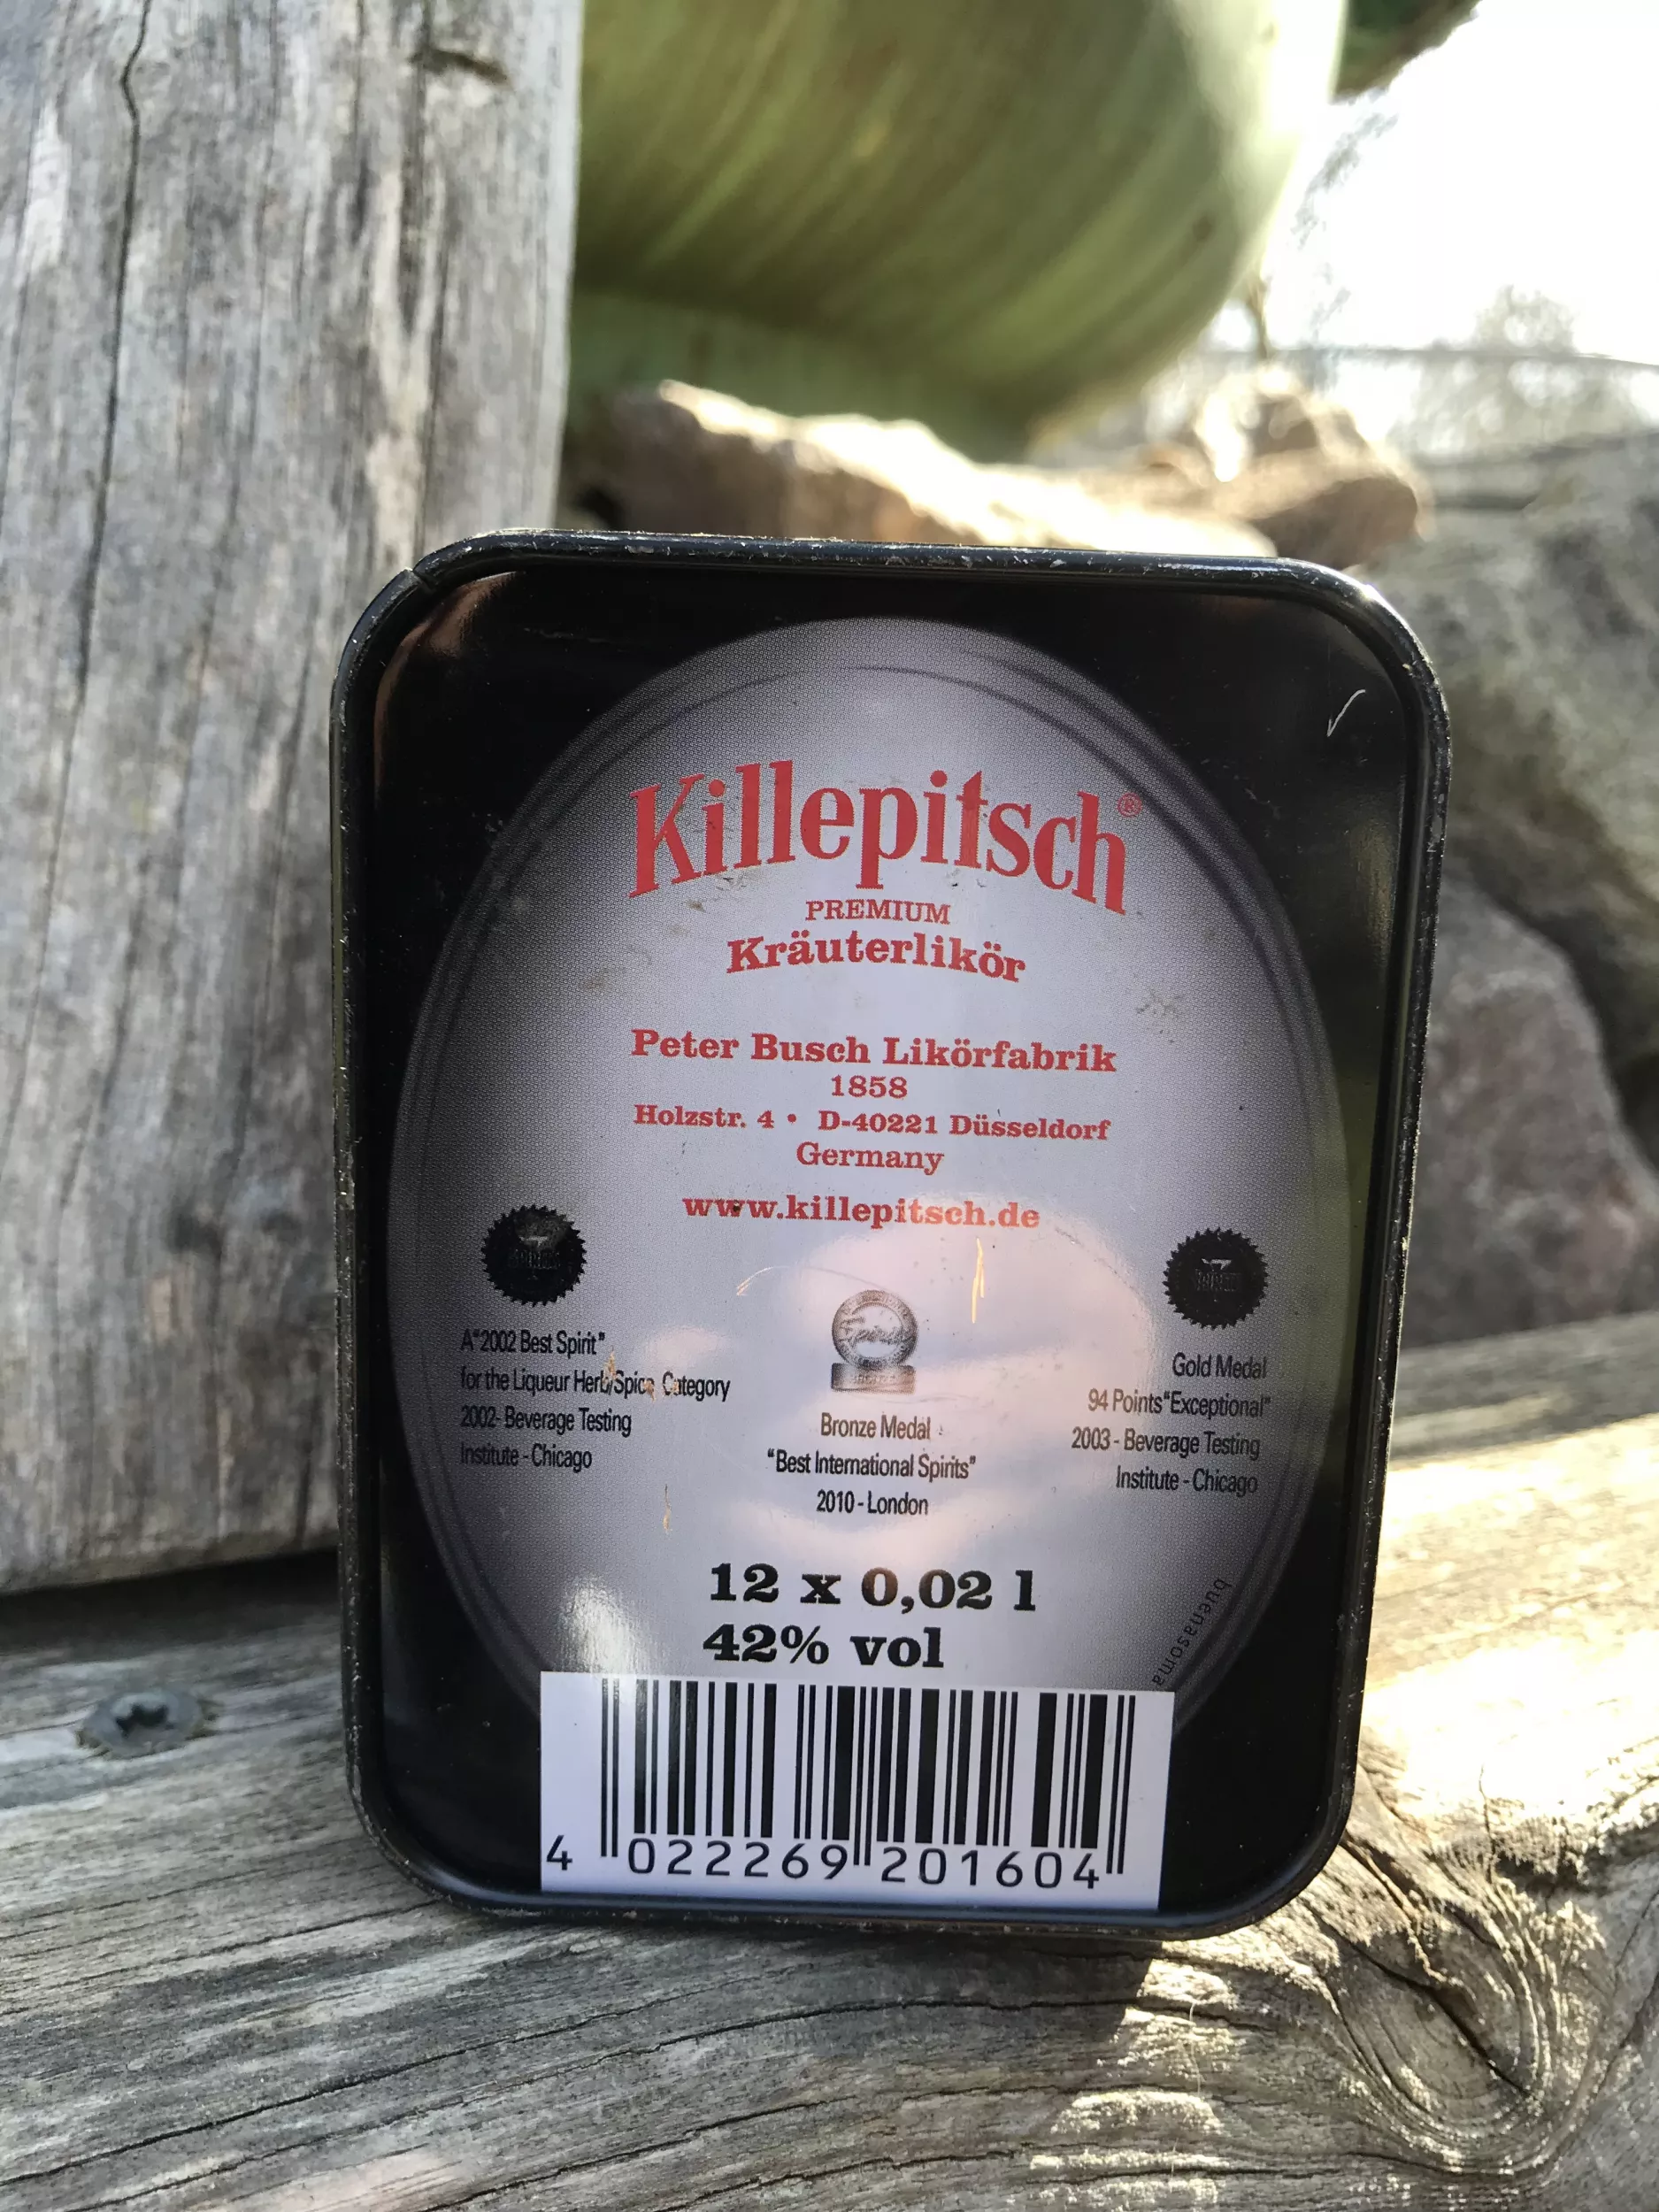 Killepitsch®
PREMIUM
Kräuterlikör
Peter Busch Likörfabrik
1858
Holzstr. 4 • D-40221 Düsseldorf
Germany
www.killepitsch.de
A "2002 Best Spirit"
for the Liqueur Herb/Spice Category
2002- Beverage Testing
Institute - Chicago
Bronze Medal
"Best International Spirits"
2010 - London
Gold Medal
94 Points "Exceptional"
2003 - Beverage Testing
Institute - Chicago
12 x 0,02 l
42% vol
buenasoma
4 022269 201604